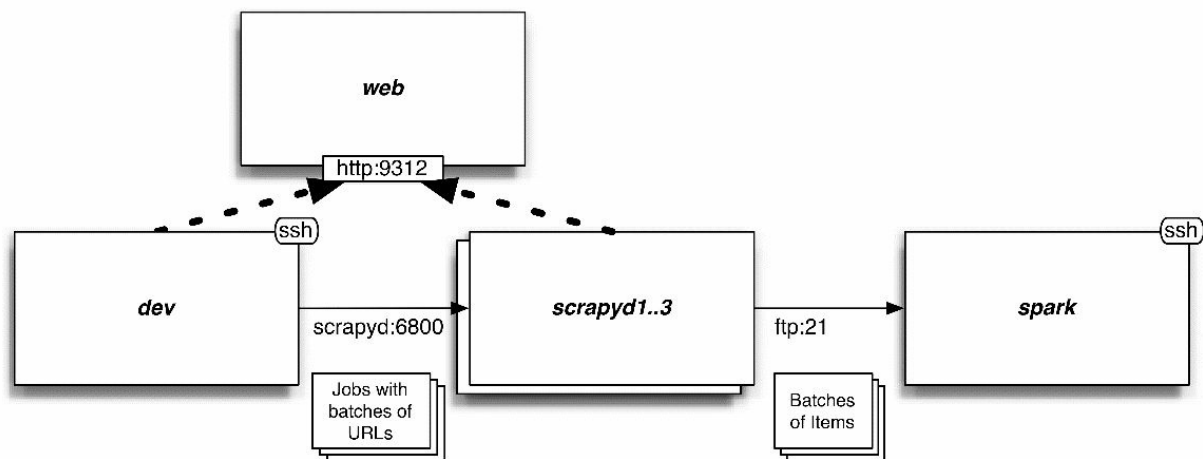 web
http:9312
ssh
ssh
dev
scrapyd1..3
spark
scrapyd:6800
ftp:21
Jobs with
batches of
URLs
Batches
of Items